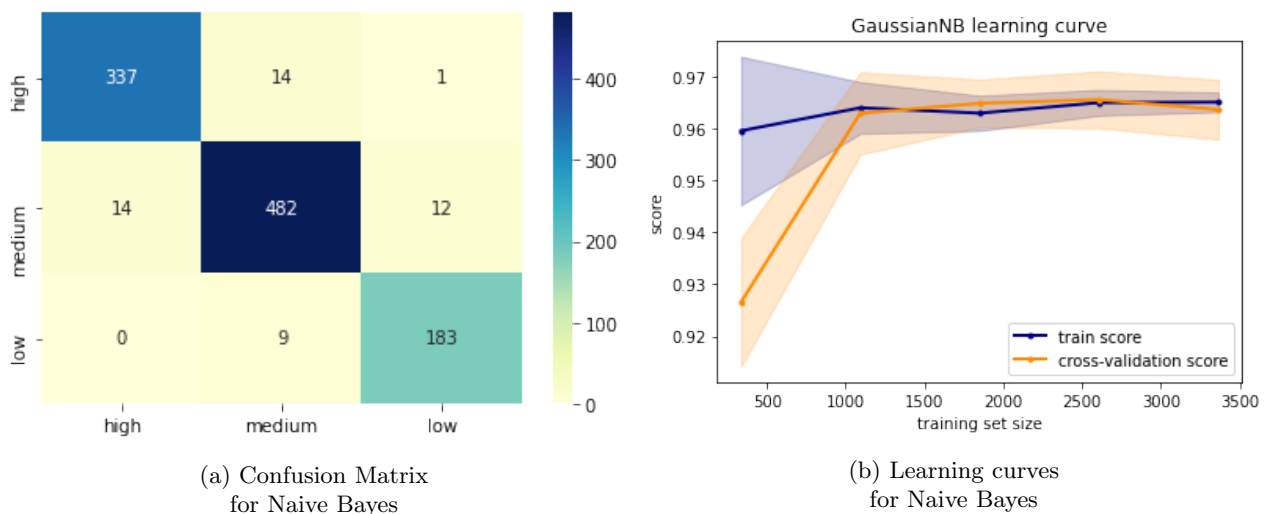 high
337
14
1
medium
14
482
12
low
0
9
183
high
medium
low
400
300
200
100
0
(a) Confusion Matrix
for Naive Bayes
GaussianNB learning curve
score
0.97
0.96
0.95
0.94
0.93
0.92
train score
cross-validation score
500
1000
1500
2000
2500
3000
3500
training set size
(b) Learning curves
for Naive Bayes